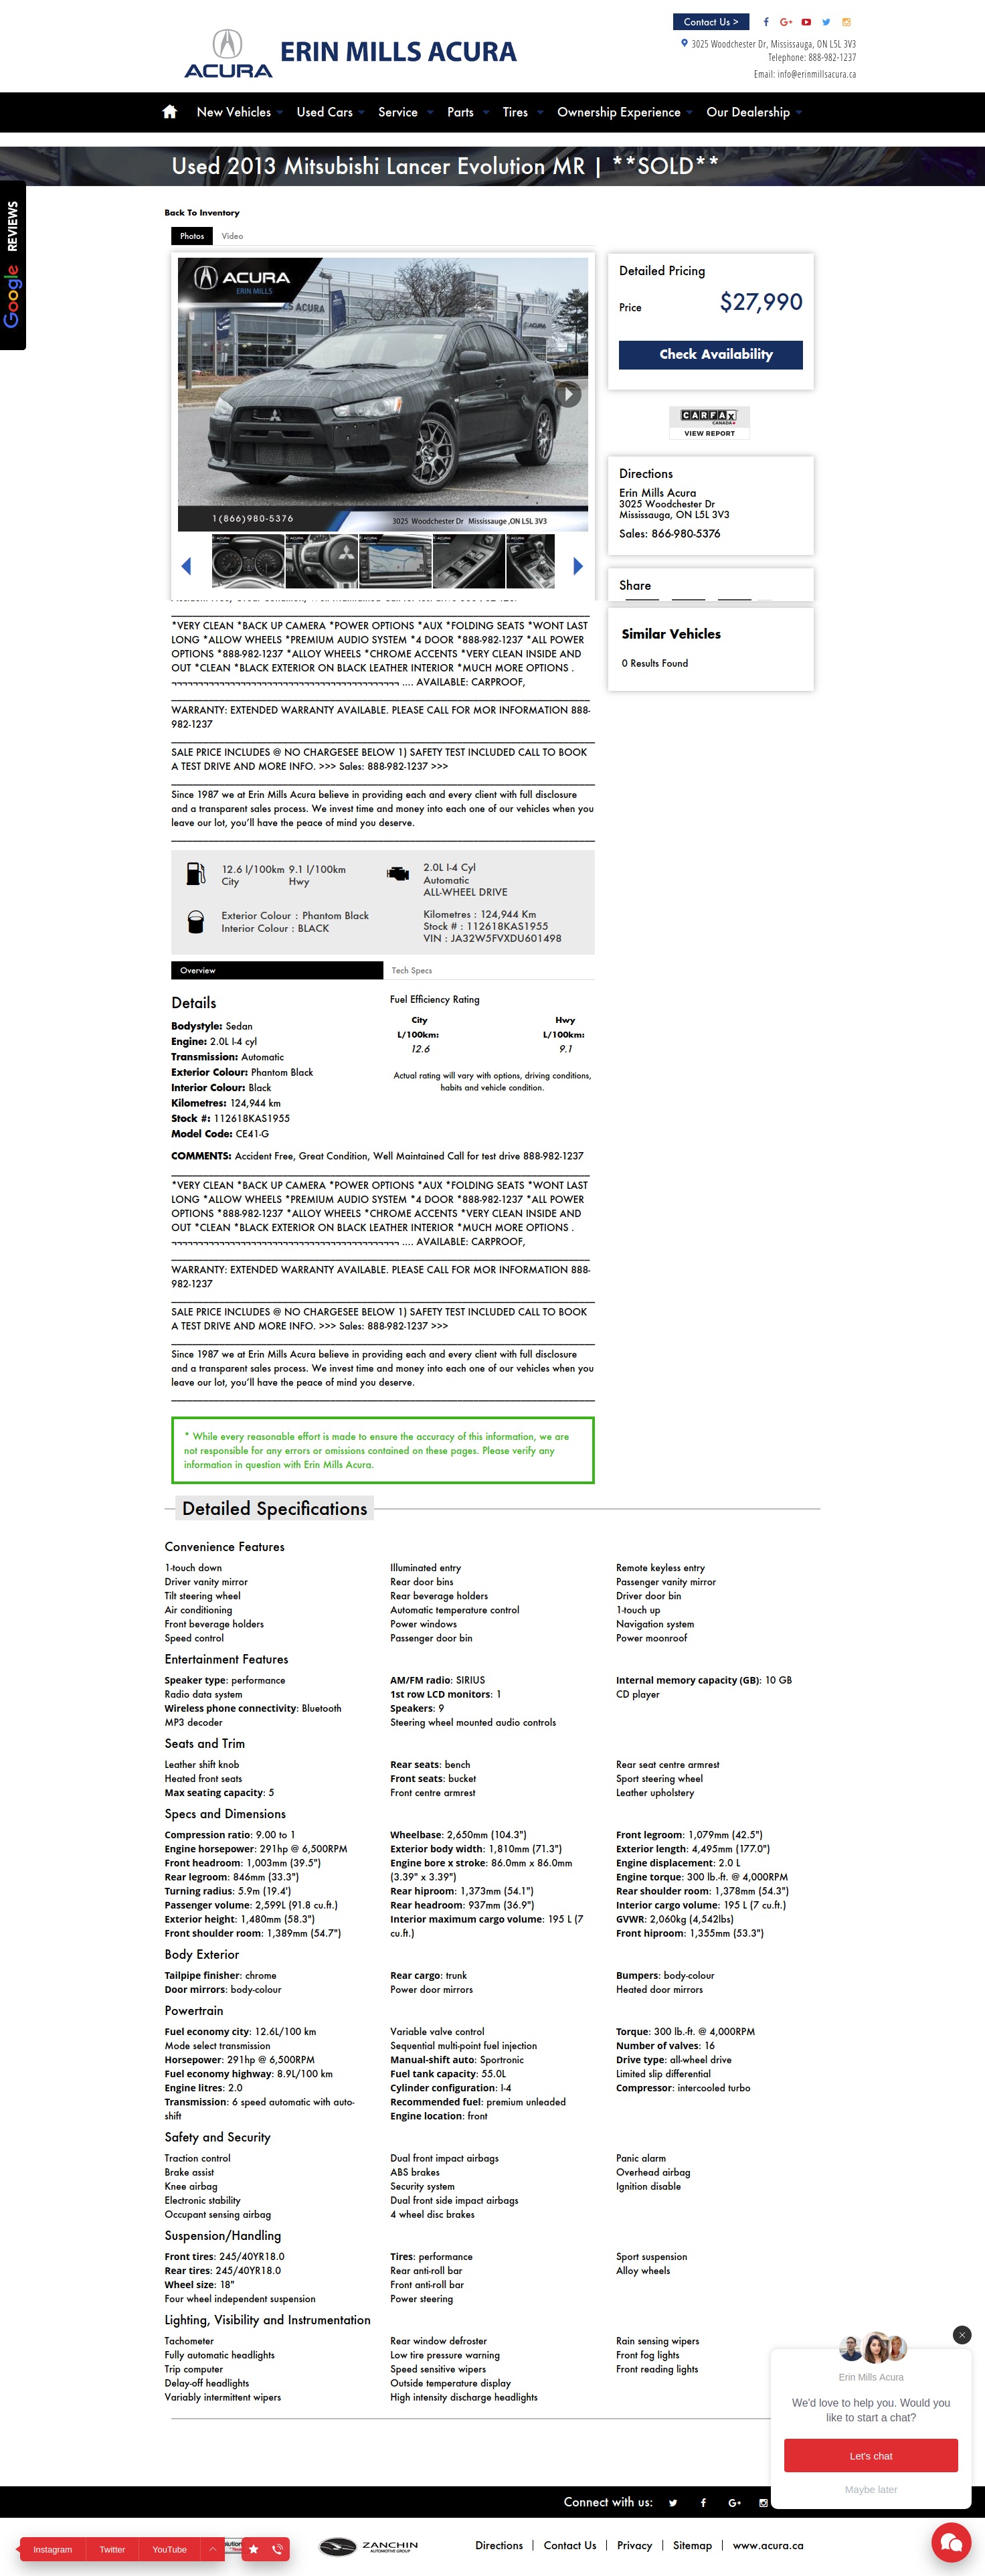 Contact Us >
3025 Woodchester Dr, Mississauga, ON L5L 3V3
Telephone: 888-982-1237
Email: info@erinmillsacura.ca
ACURA ERIN MILLS ACURA
New Vehicles Used Cars Service Parts Tires Ownership Experience Our Dealership
Used 2013 Mitsubishi Lancer Evolution MR | **SOLD**
Google REVIEWS
Back To Inventory
Photos Video
ACURA
ERIN MILLS
1(866)980-5376 3025 Woodchester Dr Mississauge ,ON L5L 3V3
Detailed Pricing
Price $27,990
Check Availability
CARFAX
CANADA
VIEW REPORT
Directions
Erin Mills Acura
3025 Woodchester Dr
Mississauga, ON L5L 3V3
Sales: 866-980-5376
Share
Similar Vehicles
0 Results Found
*VERY CLEAN *BACK UP CAMERA *POWER OPTIONS *AUX *FOLDING SEATS *WONT LAST
LONG *ALLOW WHEELS *PREMIUM AUDIO SYSTEM *4 DOOR *888-982-1237 *ALL POWER
OPTIONS *888-982-1237 *ALLOY WHEELS *CHROME ACCENTS *VERY CLEAN INSIDE AND
OUT *CLEAN *BLACK EXTERIOR ON BLACK LEATHER INTERIOR *MUCH MORE OPTIONS .
¬¬¬¬¬¬¬¬¬¬¬¬¬¬¬¬¬¬¬¬¬¬¬¬¬¬¬¬¬¬¬¬¬¬¬¬¬¬¬¬¬¬¬ .... AVAILABLE: CARPROOF,
WARRANTY: EXTENDED WARRANTY AVAILABLE. PLEASE CALL FOR MOR INFORMATION 888-
982-1237
SALE PRICE INCLUDES @ NO CHARGESEE BELOW 1) SAFETY TEST INCLUDED CALL TO BOOK
A TEST DRIVE AND MORE INFO. >>> Sales: 888-982-1237 >>>
Since 1987 we at Erin Mills Acura believe in providing each and every client with full disclosure
and a transparent sales process. We invest time and money into each one of our vehicles when you
leave our lot, you'll have the peace of mind you deserve.
12.6 l/100km 9.1 l/100km
City Hwy
2.0L I-4 Cyl
Automatic
ALL-WHEEL DRIVE
Exterior Colour : Phantom Black
Interior Colour : BLACK
Kilometres : 124,944 Km
Stock # : 112618KAS1955
VIN : JA32W5FVXDU601498
Overview Tech Specs
Details
Bodystyle: Sedan
Engine: 2.0L I-4 cyl
Transmission: Automatic
Exterior Colour: Phantom Black
Interior Colour: Black
Kilometres: 124,944 km
Stock #: 112618KAS1955
Model Code: CE41-G
Fuel Efficiency Rating
City Hwy
L/100km: L/100km:
12.6 9.1
Actual rating will vary with options, driving conditions,
habits and vehicle condition.
COMMENTS: Accident Free, Great Condition, Well Maintained Call for test drive 888-982-1237
*VERY CLEAN *BACK UP CAMERA *POWER OPTIONS *AUX *FOLDING SEATS *WONT LAST
LONG *ALLOW WHEELS *PREMIUM AUDIO SYSTEM *4 DOOR *888-982-1237 *ALL POWER
OPTIONS *888-982-1237 *ALLOY WHEELS *CHROME ACCENTS *VERY CLEAN INSIDE AND
OUT *CLEAN *BLACK EXTERIOR ON BLACK LEATHER INTERIOR *MUCH MORE OPTIONS .
¬¬¬¬¬¬¬¬¬¬¬¬¬¬¬¬¬¬¬¬¬¬¬¬¬¬¬¬¬¬¬¬¬¬¬¬¬¬¬¬¬¬¬ .... AVAILABLE: CARPROOF,
WARRANTY: EXTENDED WARRANTY AVAILABLE. PLEASE CALL FOR MOR INFORMATION 888-
982-1237
SALE PRICE INCLUDES @ NO CHARGESEE BELOW 1) SAFETY TEST INCLUDED CALL TO BOOK
A TEST DRIVE AND MORE INFO. >>> Sales: 888-982-1237 >>>
Since 1987 we at Erin Mills Acura believe in providing each and every client with full disclosure
and a transparent sales process. We invest time and money into each one of our vehicles when you
leave our lot, you'll have the peace of mind you deserve.
* While every reasonable effort is made to ensure the accuracy of this information, we are
not responsible for any errors or omissions contained on these pages. Please verify any
information in question with Erin Mills Acura.
Detailed Specifications
Convenience Features
1-touch down Illuminated entry Remote keyless entry
Driver vanity mirror Rear door bins Passenger vanity mirror
Tilt steering wheel Rear beverage holders Driver door bin
Air conditioning Automatic temperature control 1-touch up
Front beverage holders Power windows Navigation system
Speed control Passenger door bin Power moonroof
Entertainment Features
Speaker type: performance AM/FM radio: SIRIUS Internal memory capacity (GB): 10 GB
Radio data system 1st row LCD monitors: 1 CD player
Wireless phone connectivity: Bluetooth Speakers: 9
MP3 decoder Steering wheel mounted audio controls
Seats and Trim
Leather shift knob Rear seats: bench Rear seat centre armrest
Heated front seats Front seats: bucket Sport steering wheel
Max seating capacity: 5 Front centre armrest Leather upholstery
Specs and Dimensions
Compression ratio: 9.00 to 1 Wheelbase: 2,650mm (104.3") Front legroom: 1,079mm (42.5")
Engine horsepower: 291hp @ 6,500RPM Exterior body width: 1,810mm (71.3") Exterior length: 4,495mm (177.0")
Front headroom: 1,003mm (39.5") Engine bore x stroke: 86.0mm x 86.0mm Engine displacement: 2.0 L
Rear legroom: 846mm (33.3") (3.39" x 3.39") Engine torque: 300 lb.-ft. @ 4,000RPM
Turning radius: 5.9m (19.4') Rear hiproom: 1,373mm (54.1") Rear shoulder room: 1,378mm (54.3")
Passenger volume: 2,599L (91.8 cu.ft.) Rear headroom: 937mm (36.9") Interior cargo volume: 195 L (7 cu.ft.)
Exterior height: 1,480mm (58.3") Interior maximum cargo volume: 195 L (7 GVWR: 2,060kg (4,542lbs)
Front shoulder room: 1,389mm (54.7") cu.ft.) Front hiproom: 1,355mm (53.3")
Body Exterior
Tailpipe finisher: chrome Rear cargo: trunk Bumpers: body-colour
Door mirrors: body-colour Power door mirrors Heated door mirrors
Powertrain
Fuel economy city: 12.6L/100 km Variable valve control Torque: 300 lb.-ft. @ 4,000RPM
Mode select transmission Sequential multi-point fuel injection Number of valves: 16
Horsepower: 291hp @ 6,500RPM Manual-shift auto: Sportronic Drive type: all-wheel drive
Fuel economy highway: 8.9L/100 km Fuel tank capacity: 55.0L Limited slip differential
Engine litres: 2.0 Cylinder configuration: I-4 Compressor: intercooled turbo
Transmission: 6 speed automatic with auto- Recommended fuel: premium unleaded
shift Engine location: front
Safety and Security
Traction control Dual front impact airbags Panic alarm
Brake assist ABS brakes Overhead airbag
Knee airbag Security system Ignition disable
Electronic stability Dual front side impact airbags
Occupant sensing airbag 4 wheel disc brakes
Suspension/Handling
Front tires: 245/40YR18.0 Tires: performance Sport suspension
Rear tires: 245/40YR18.0 Rear anti-roll bar Alloy wheels
Wheel size: 18" Front anti-roll bar
Four wheel independent suspension Power steering
Lighting, Visibility and Instrumentation
Tachometer Rear window defroster Rain sensing wipers
Fully automatic headlights Low tire pressure warning Front fog lights
Trip computer Speed sensitive wipers Front reading lights
Delay-off headlights Outside temperature display
Variably intermittent wipers High intensity discharge headlights
Erin Mills Acura
We'd love to help you. Would you
like to start a chat?
Let's chat
Maybe later
Connect with us:
Instagram Twitter YouTube
ZANCHIN
AUTOMOTIVE GROUP
Directions Contact Us Privacy Sitemap www.acura.ca